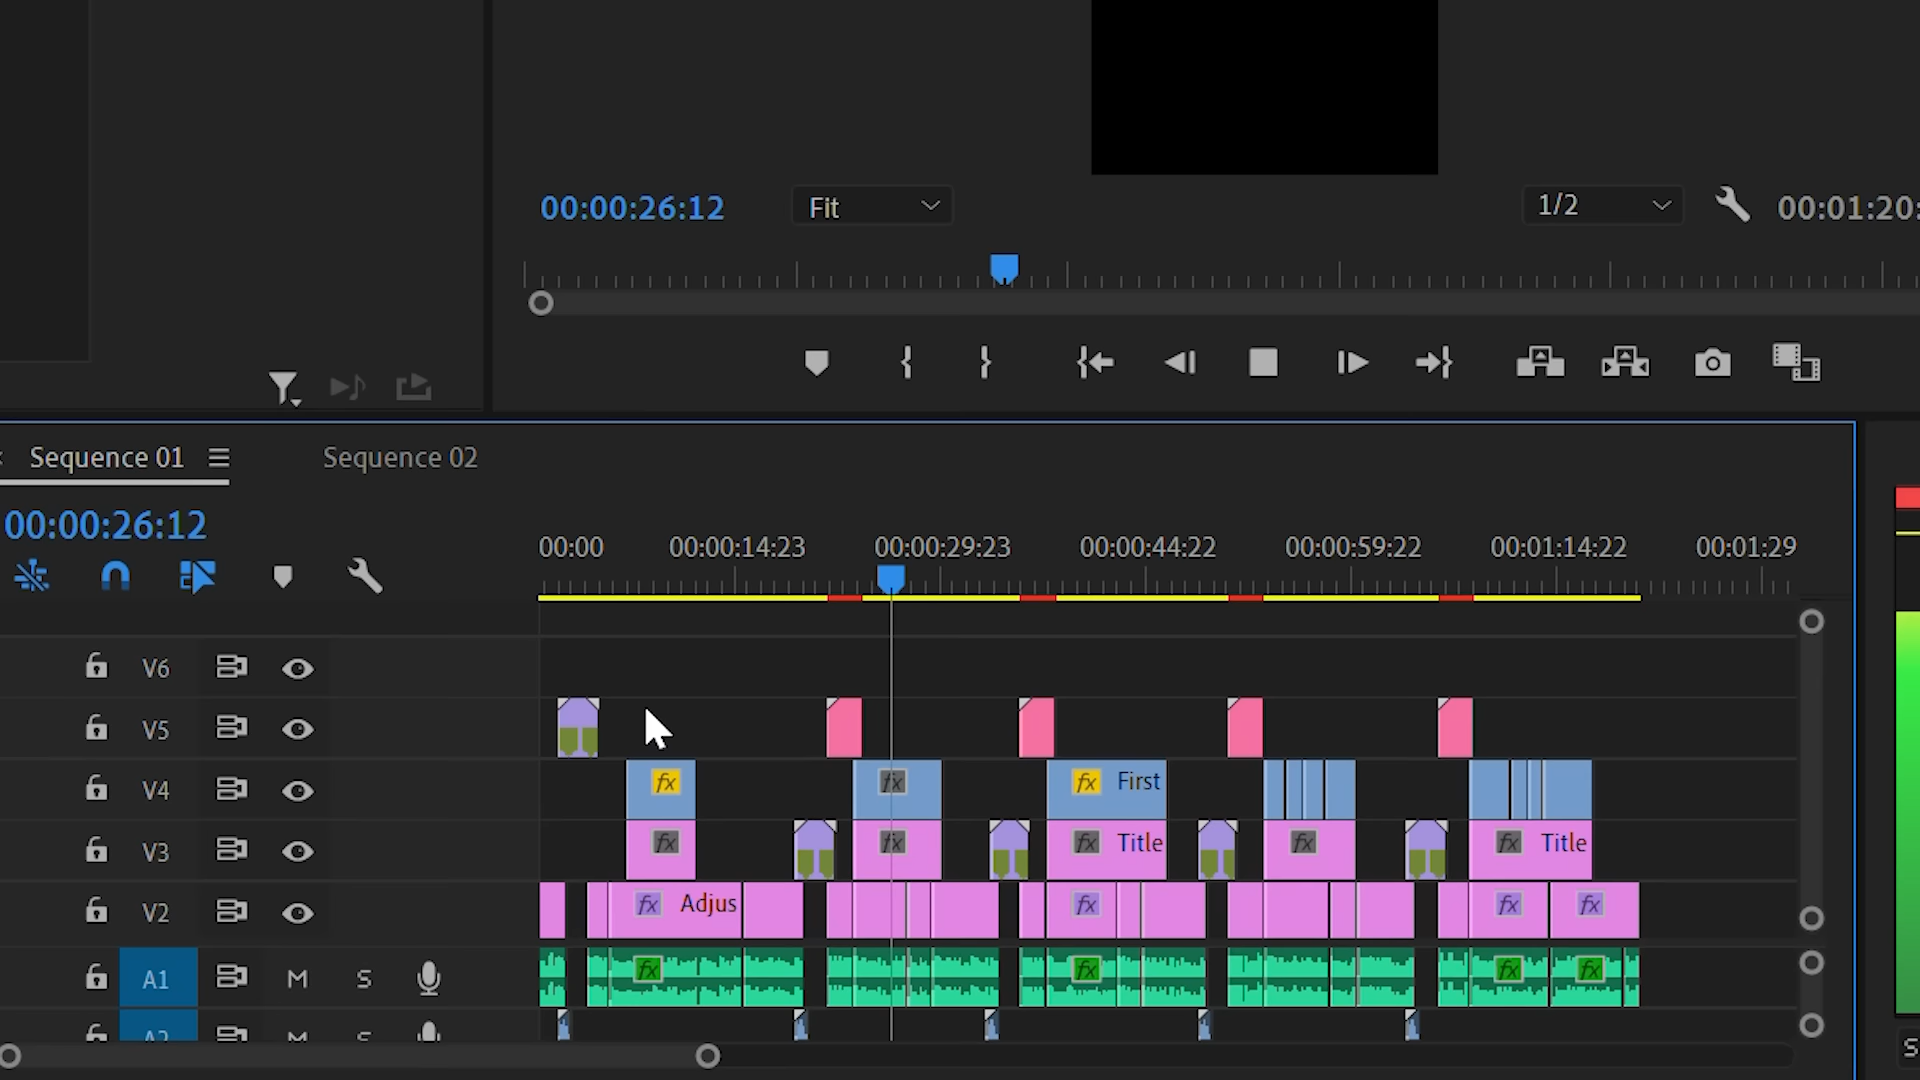 00:00:26:12 Fit 1/2 00:01:20:
Sequence 01 Sequence 02
00:00:26:12
00:00 00:00:14:23 00:00:29:23 00:00:44:22 00:00:59:22 00:01:14:22 00:01:29
V6
V5
V4 fx fx fx First
V3 fx fx fx Title fx fx Title
V2 fx Adjus fx fx fx
A1 M S fx fx fx fx
A2 M S
S